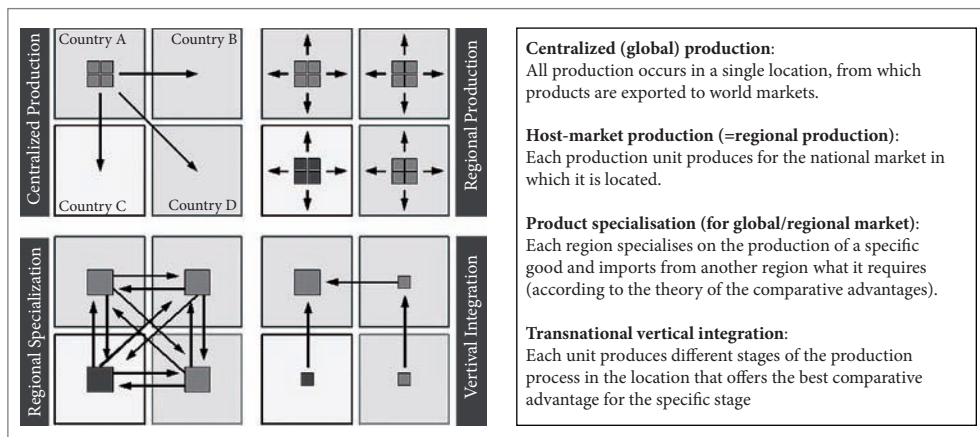 Centralized Production
Country A
Country B
Country C
Country D
Regional Production
Regional Specialization
Vertival Integration
Centralized (global) production:
All production occurs in a single location, from which
products are exported to world markets.
Host-market production (=regional production):
Each production unit produces for the national market in
which it is located.
Product specialisation (for global/regional market):
Each region specialises on the production of a specific
good and imports from another region what it requires
(according to the theory of the comparative advantages).
Transnational vertical integration:
Each unit produces different stages of the production
process in the location that offers the best comparative
advantage for the specific stage